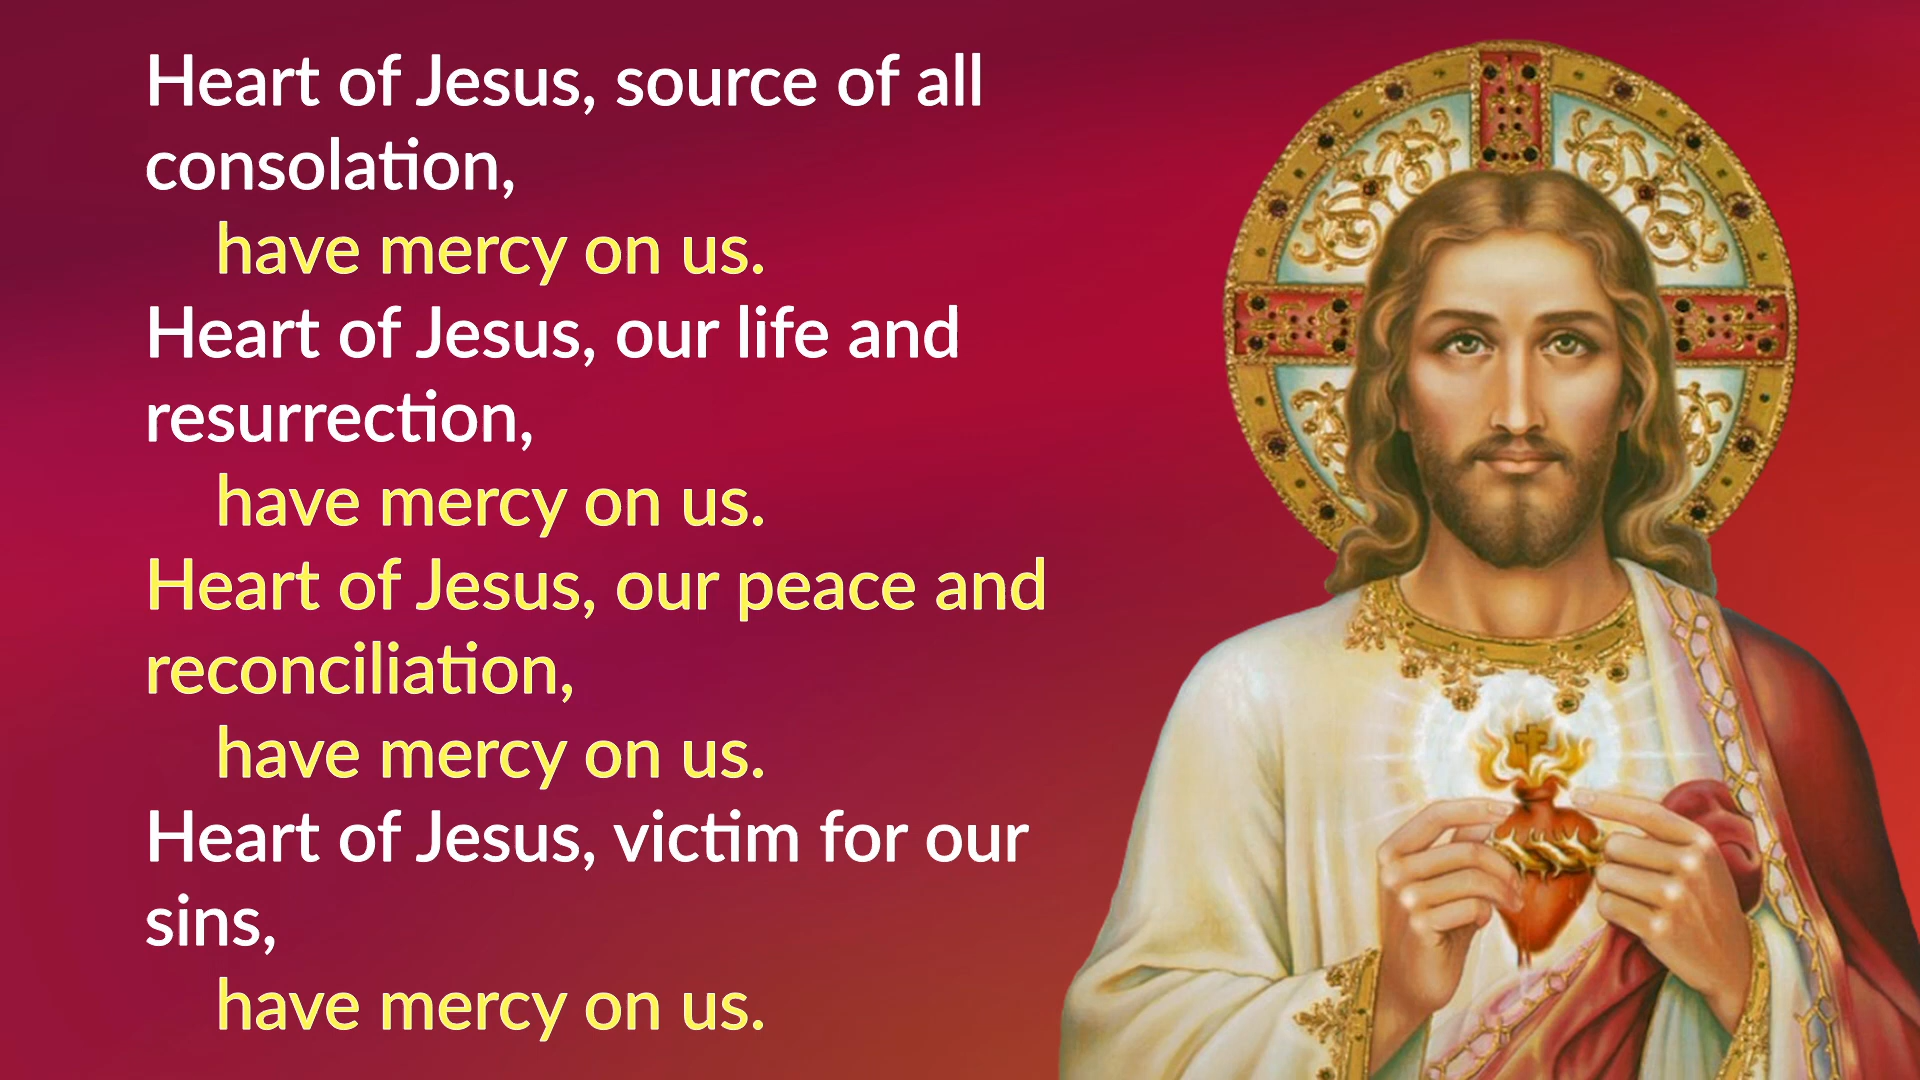 Heart of Jesus, source of all
consolation,
have mercy on us.
Heart of Jesus, our life and
resurrection,
have mercy on us.
Heart of Jesus, our peace and
reconciliation,
have mercy on us.
Heart of Jesus, victim for our
sins,
have mercy on us.